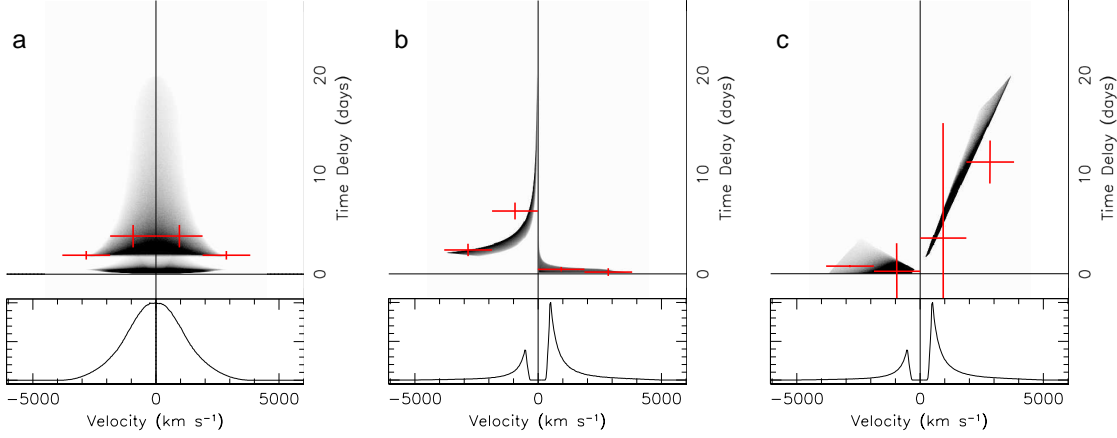 a
0 10 20
Time Delay (days)
-5000 0 5000
Velocity (km s⁻¹)
b
0 10 20
Time Delay (days)
-5000 0 5000
Velocity (km s⁻¹)
c
0 10 20
Time Delay (days)
-5000 0 5000
Velocity (km s⁻¹)